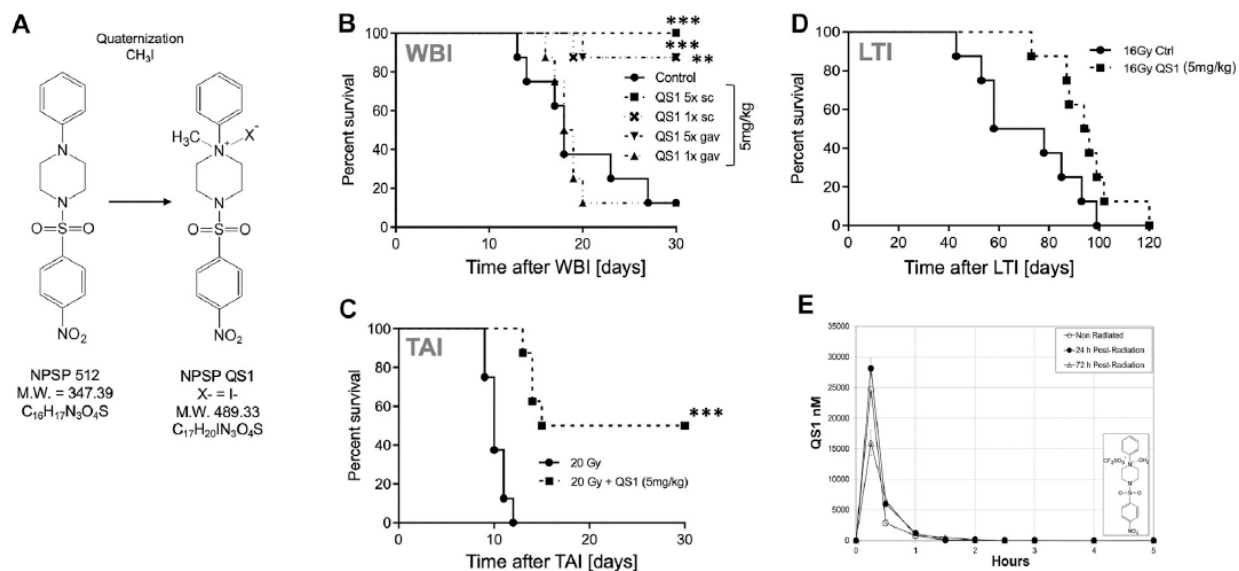 A
Quaternization
CH₃I
N
N
O=S=O
NO₂
NPSP 512
M.W. = 347.39
C₁₆H₁₇N₃O₄S
H₃C
X⁻
N⁺
N
O=S=O
NO₂
NPSP QS1
X- = I-
M.W. 489.33
C₁₇H₂₀IN₃O₄S
B
WBI
Percent survival
100
80
60
40
20
0
0
10
20
30
Time after WBI [days]
***
***
**
Control
QS1 5x sc
QS1 1x sc
QS1 5x gav
QS1 1x gav
5mg/kg
C
TAI
Percent survival
100
80
60
40
20
0
0
10
20
30
Time after TAI [days]
***
20 Gy
20 Gy + QS1 (5mg/kg)
D
LTI
Percent survival
100
80
60
40
20
0
0
20
40
60
80
100
120
Time after LTI [days]
16Gy Ctrl
16Gy QS1 (5mg/kg)
E
QS1 nM
35000
30000
25000
20000
15000
10000
5000
0
0
1
2
3
4
5
Hours
Non Radiated
24 h Post-Radiation
72 h Post-Radiation
N
O=S=O
NO₂